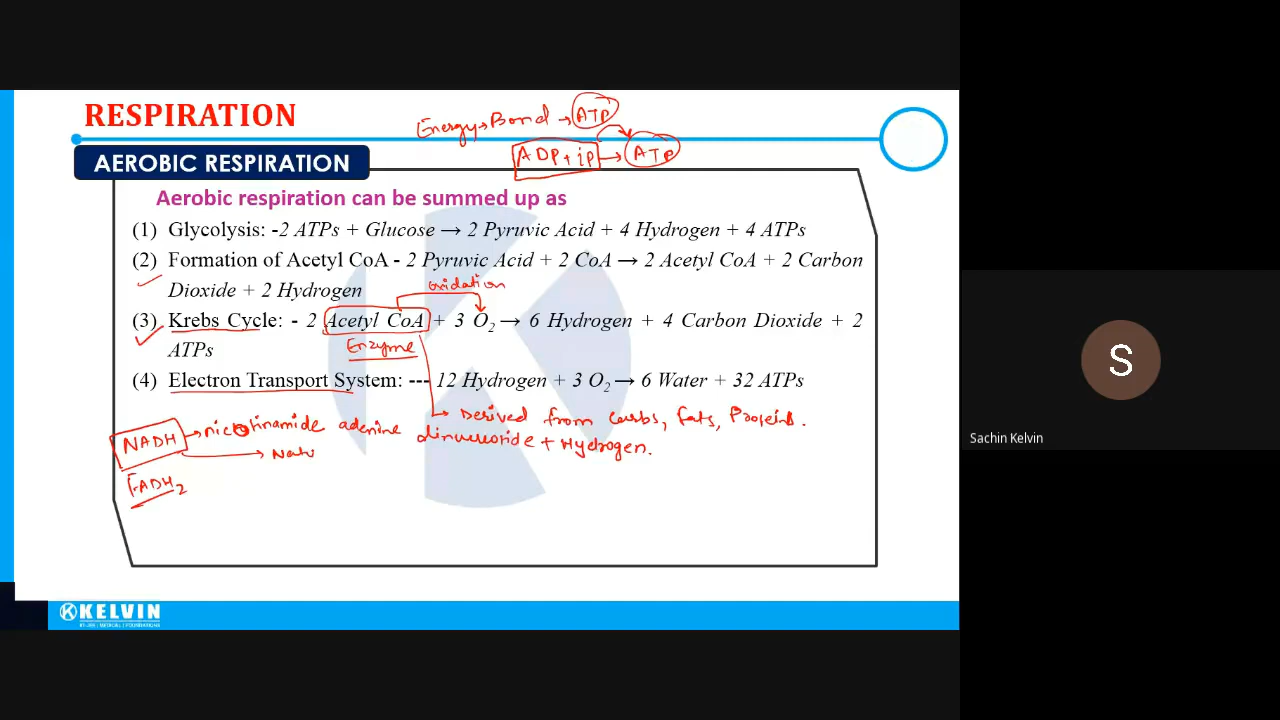 RESPIRATION
Energy → Bond → ATP
ADP + ip → ATP
AEROBIC RESPIRATION
Aerobic respiration can be summed up as
(1) Glycolysis: -2 ATPs + Glucose → 2 Pyruvic Acid + 4 Hydrogen + 4 ATPs
(2) Formation of Acetyl CoA - 2 Pyruvic Acid + 2 CoA → 2 Acetyl CoA + 2 Carbon
Dioxide + 2 Hydrogen
oxidation
(3) Krebs Cycle: - 2 Acetyl CoA + 3 O2 → 6 Hydrogen + 4 Carbon Dioxide + 2
ATPs
Enzyme
(4) Electron Transport System: --- 12 Hydrogen + 3 O2 → 6 Water + 32 ATPs
Derived from carbs, fats, Proteins.
NADH → nicotinamide adenine + Hydrogen.
FADH2
KELVIN
S
Sachin Kelvin